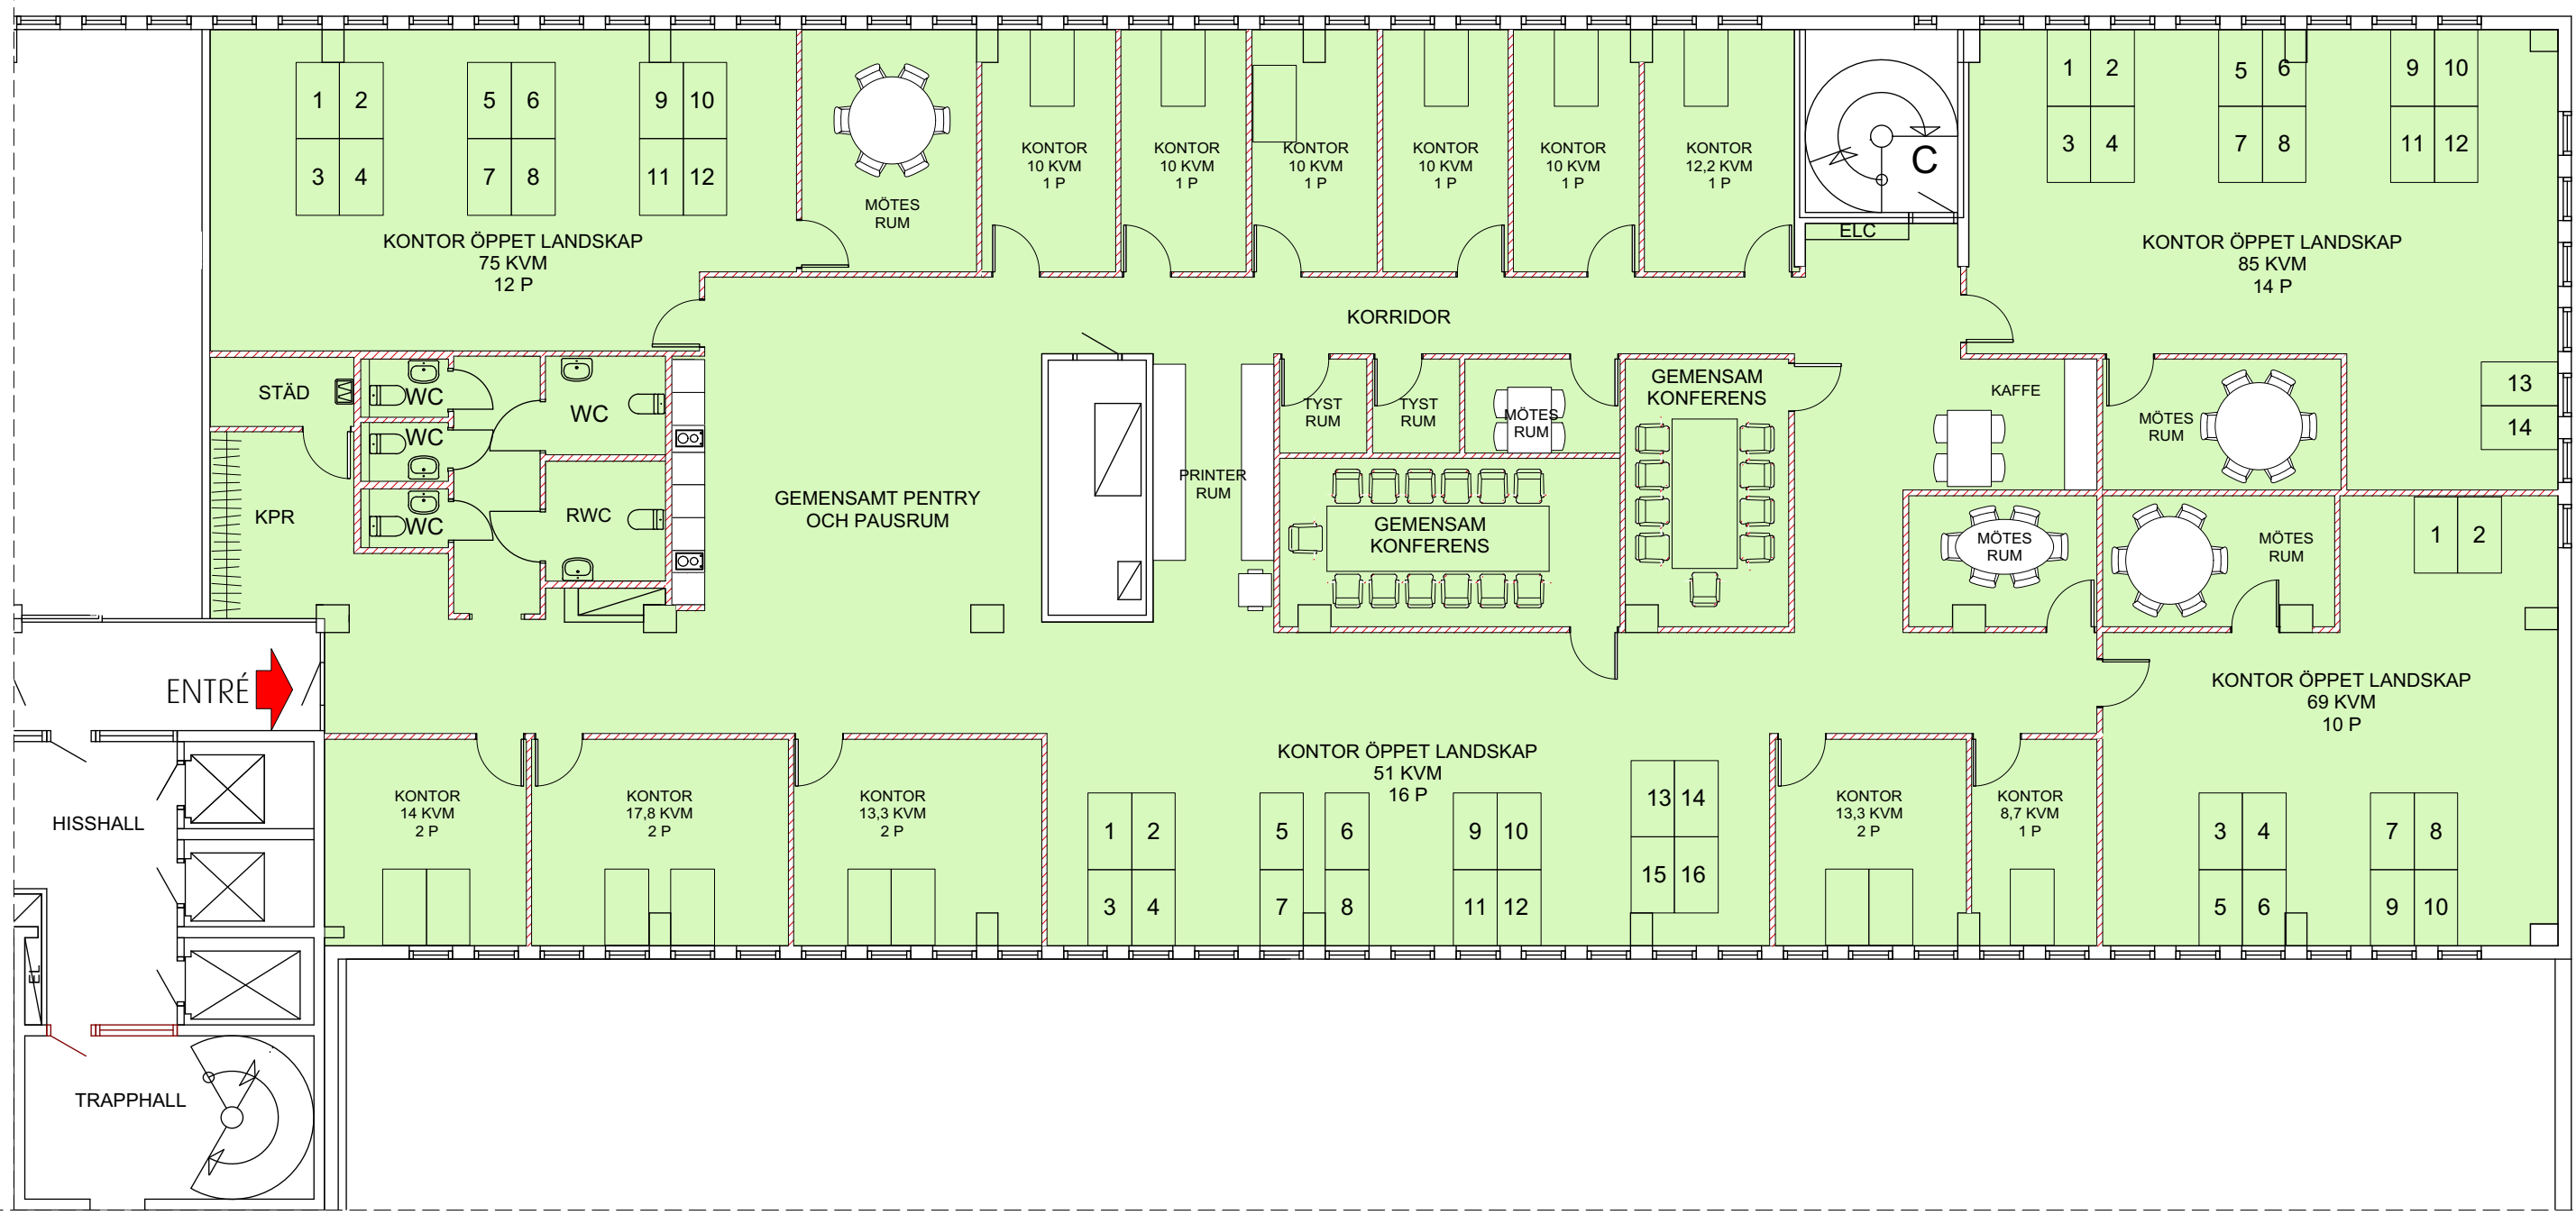 1 2
3 4
5 6
7 8
9 10
11 12
KONTOR ÖPPET LANDSKAP
75 KVM
12 P
MÖTES
RUM
KONTOR
10 KVM
1 P
KONTOR
10 KVM
1 P
KONTOR
10 KVM
1 P
KONTOR
10 KVM
1 P
KONTOR
10 KVM
1 P
KONTOR
12,2 KVM
1 P
C
ELC
1 2
3 4
5 6
7 8
9 10
11 12
KONTOR ÖPPET LANDSKAP
85 KVM
14 P
13
14
KORRIDOR
STÄD
WC
WC
WC
WC
RWC
KPR
GEMENSAMT PENTRY
OCH PAUSRUM
PRINTER
RUM
TYST
RUM
TYST
RUM
MÖTES
RUM
GEMENSAM
KONFERENS
GEMENSAM
KONFERENS
KAFFE
MÖTES
RUM
MÖTES
RUM
MÖTES
RUM
1 2
KONTOR ÖPPET LANDSKAP
69 KVM
10 P
3 4
5 6
7 8
9 10
ENTRÉ
HISSHALL
EL
TRAPPHALL
KONTOR
14 KVM
2 P
KONTOR
17,8 KVM
2 P
KONTOR
13,3 KVM
2 P
KONTOR ÖPPET LANDSKAP
51 KVM
16 P
1 2
3 4
5 6
7 8
9 10
11 12
13 14
15 16
KONTOR
13,3 KVM
2 P
KONTOR
8,7 KVM
1 P